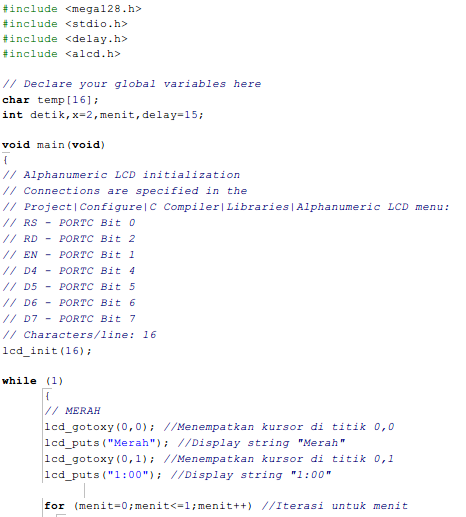 #include <mega128.h>
#include <stdio.h>
#include <delay.h>
#include <alcd.h>
// Declare your global variables here
char temp[16];
int detik,x=2,menit,delay=15;
void main(void)
{
// Alphanumeric LCD initialization
// Connections are specified in the
// Project|Configure|C Compiler|Libraries|Alphanumeric LCD menu:
// RS - PORTC Bit 0
// RD - PORTC Bit 2
// EN - PORTC Bit 1
// D4 - PORTC Bit 4
// D5 - PORTC Bit 5
// D6 - PORTC Bit 6
// D7 - PORTC Bit 7
// Characters/line: 16
lcd_init(16);
while (1)
{
// MERAH
lcd_gotoxy(0,0); //Menempatkan kursor di titik 0,0
lcd_puts("Merah"); //Display string "Merah"
lcd_gotoxy(0,1); //Menempatkan kursor di titik 0,1
lcd_puts("1:00"); //Display string "1:00"
for (menit=0;menit<=1;menit++) //Iterasi untuk menit